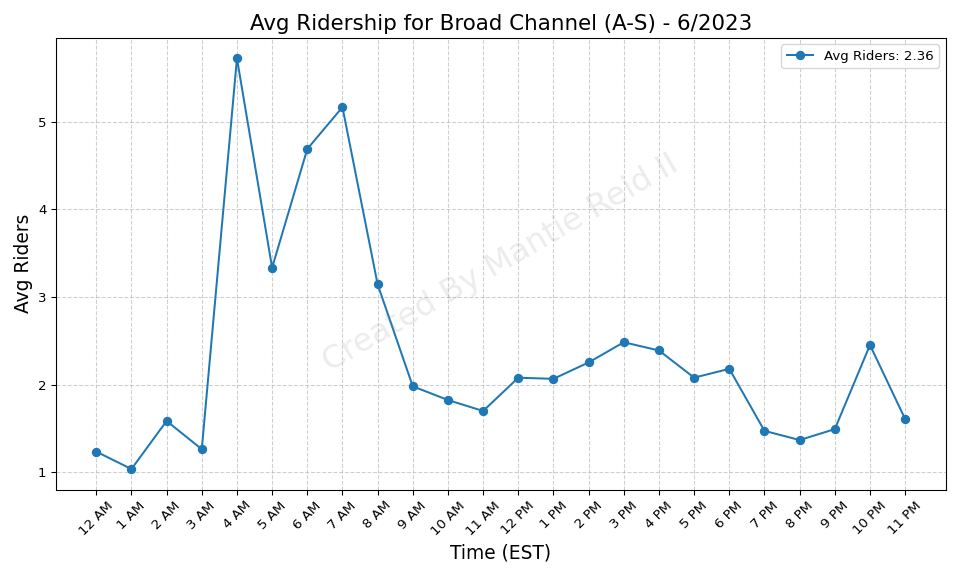 Avg Ridership for Broad Channel (A-S) - 6/2023
Avg Riders: 2.36
Avg Riders
5
4
3
2
1
Created By Mantle Reid II
12 AM
1 AM
2 AM
3 AM
4 AM
5 AM
6 AM
7 AM
8 AM
9 AM
10 AM
11 AM
12 PM
1 PM
2 PM
3 PM
4 PM
5 PM
6 PM
7 PM
8 PM
9 PM
10 PM
11 PM
Time (EST)